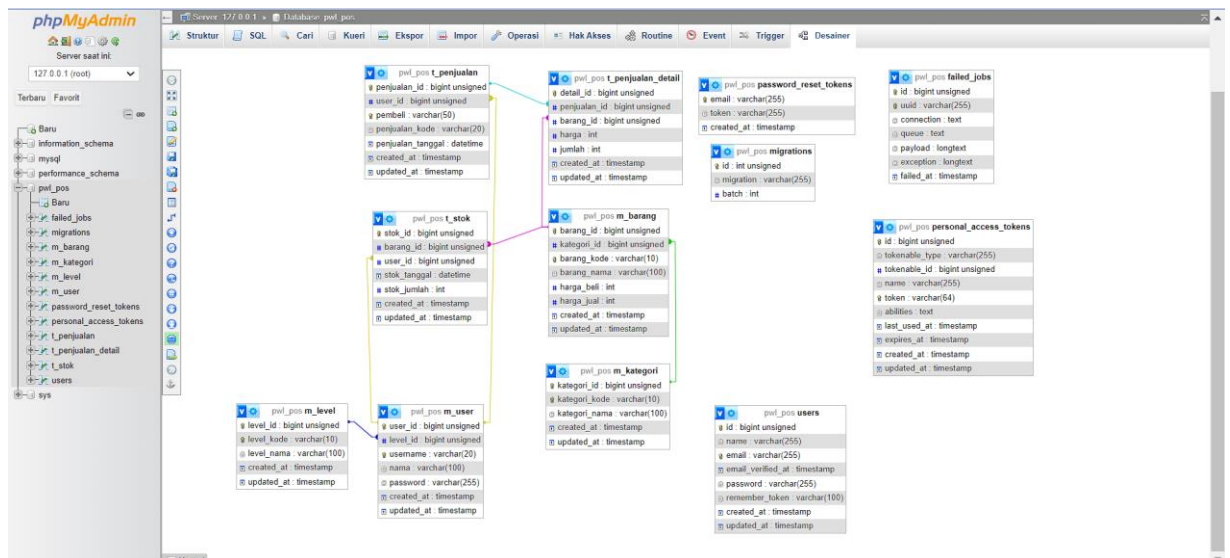 phpMyAdmin
Server saat ini:
127.0.0.1 (root)
Terbaru Favorit
Baru
information_schema
mysql
performance_schema
pwl_pos
Baru
failed_jobs
migrations
m_barang
m_kategori
m_level
m_user
password_reset_tokens
personal_access_tokens
t_penjualan
t_penjualan_detail
t_stok
users
sys
Server: 127.0.0.1 » Database: pwl_pos
Struktur SQL Cari Kueri Ekspor Impor Operasi Hak Akses Routine Event Trigger Desainer
pwl_pos t_penjualan
penjualan_id : bigint unsigned
user_id : bigint unsigned
pembeli : varchar(50)
penjualan_kode : varchar(20)
penjualan_tanggal : datetime
created_at : timestamp
updated_at : timestamp
pwl_pos t_penjualan_detail
detail_id : bigint unsigned
penjualan_id : bigint unsigned
barang_id : bigint unsigned
harga : int
jumlah : int
created_at : timestamp
updated_at : timestamp
pwl_pos password_reset_tokens
email : varchar(255)
token : varchar(255)
created_at : timestamp
pwl_pos failed_jobs
id : bigint unsigned
uuid : varchar(255)
connection : text
queue : text
payload : longtext
exception : longtext
failed_at : timestamp
pwl_pos migrations
id : int unsigned
migration : varchar(255)
batch : int
pwl_pos t_stok
stok_id : bigint unsigned
barang_id : bigint unsigned
user_id : bigint unsigned
stok_tanggal : datetime
stok_jumlah : int
created_at : timestamp
updated_at : timestamp
pwl_pos m_barang
barang_id : bigint unsigned
kategori_id : bigint unsigned
barang_kode : varchar(10)
barang_nama : varchar(100)
harga_beli : int
harga_jual : int
created_at : timestamp
updated_at : timestamp
pwl_pos personal_access_tokens
id : bigint unsigned
tokenable_type : varchar(255)
tokenable_id : bigint unsigned
name : varchar(255)
token : varchar(64)
abilities : text
last_used_at : timestamp
expires_at : timestamp
created_at : timestamp
updated_at : timestamp
pwl_pos m_kategori
kategori_id : bigint unsigned
kategori_kode : varchar(10)
kategori_nama : varchar(100)
created_at : timestamp
updated_at : timestamp
pwl_pos m_level
level_id : bigint unsigned
level_kode : varchar(10)
level_nama : varchar(100)
created_at : timestamp
updated_at : timestamp
pwl_pos m_user
user_id : bigint unsigned
level_id : bigint unsigned
username : varchar(20)
nama : varchar(100)
password : varchar(255)
created_at : timestamp
updated_at : timestamp
pwl_pos users
id : bigint unsigned
name : varchar(255)
email : varchar(255)
email_verified_at : timestamp
password : varchar(255)
remember_token : varchar(100)
created_at : timestamp
updated_at : timestamp